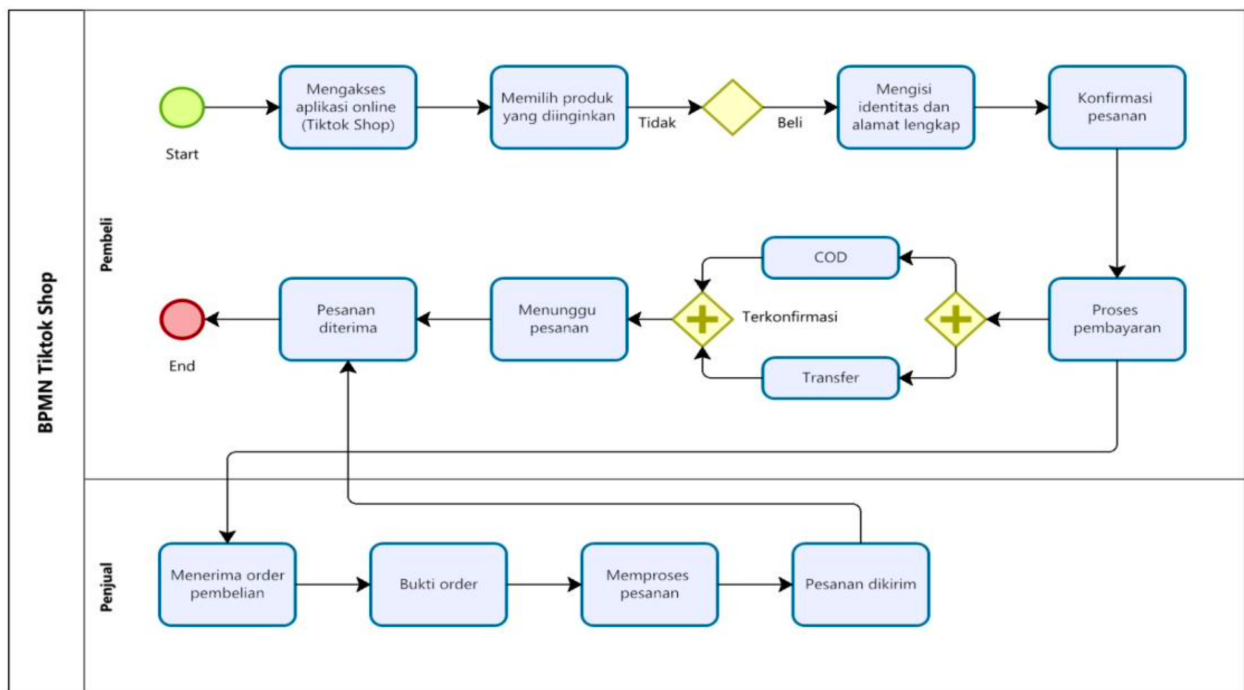 BPMN Tiktok Shop
Pembeli
Start
Mengakses
aplikasi online
(Tiktok Shop)
Memilih produk
yang diinginkan
Tidak
Beli
Mengisi
identitas dan
alamat lengkap
Konfirmasi
pesanan
Proses
pembayaran
COD
Transfer
Terkonfirmasi
Menunggu
pesanan
Pesanan
diterima
End
Penjual
Menerima order
pembelian
Bukti order
Memproses
pesanan
Pesanan dikirim